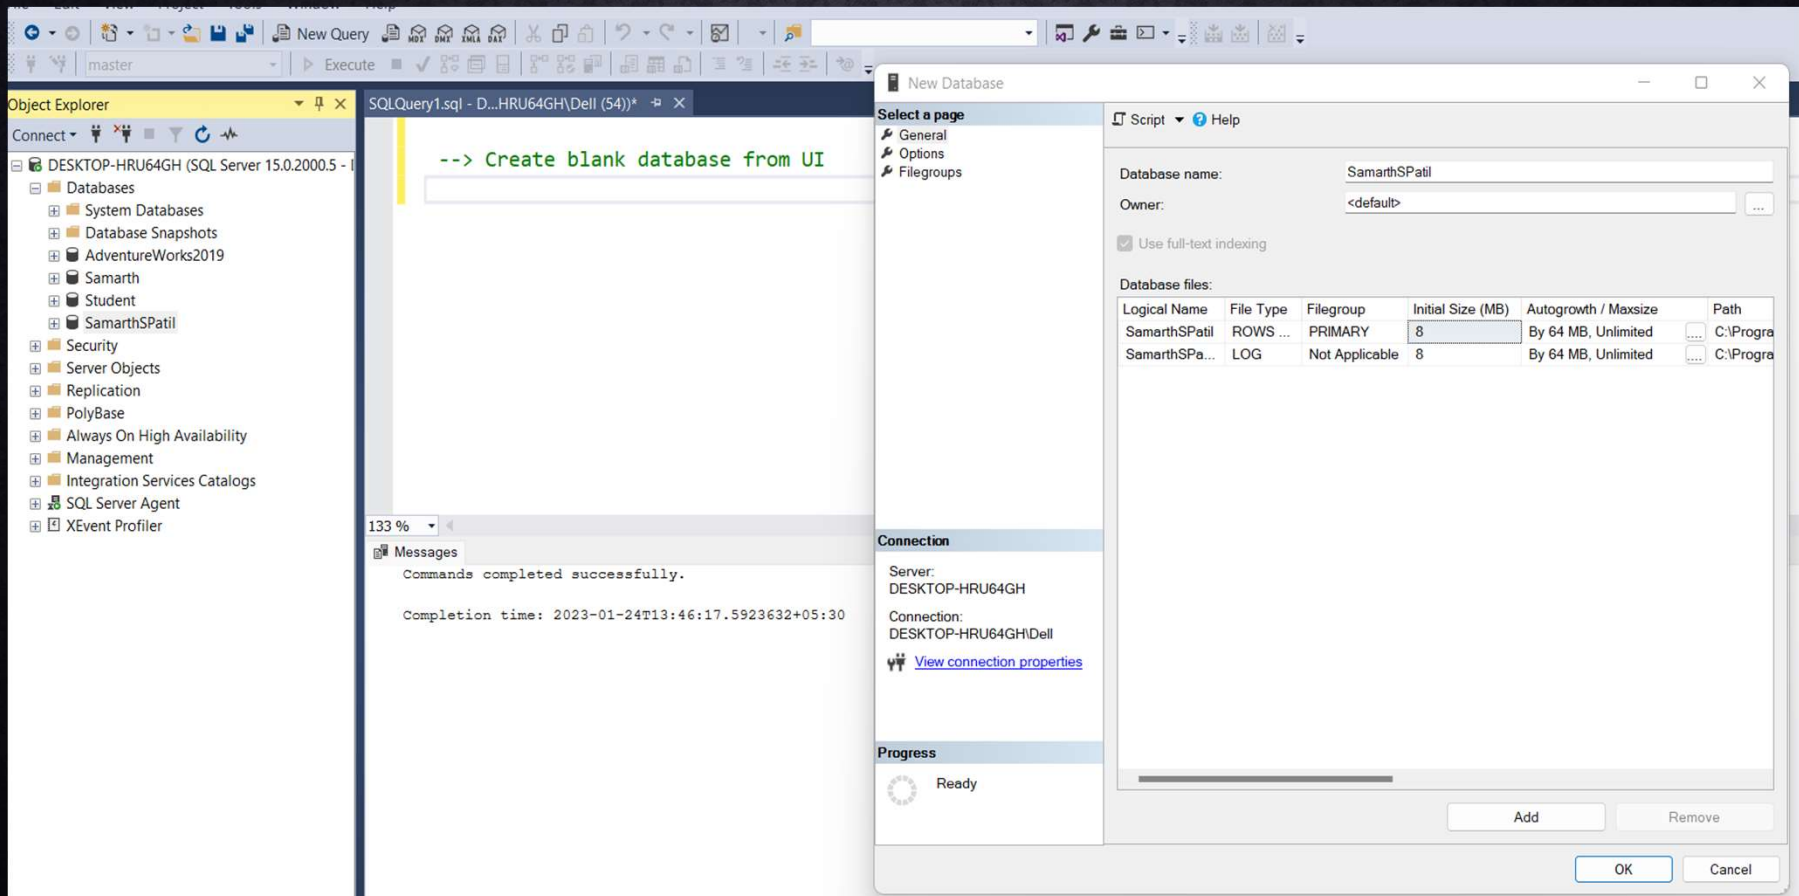 New Query
MDX DMX XMLA DAX
master
Execute
Object Explorer
Connect
DESKTOP-HRU64GH (SQL Server 15.0.2000.5 -
Databases
System Databases
Database Snapshots
AdventureWorks2019
Samarth
Student
SamarthSPatil
Security
Server Objects
Replication
PolyBase
Always On High Availability
Management
Integration Services Catalogs
SQL Server Agent
XEvent Profiler
SQLQuery1.sql - D...HRU64GH\Dell (54))*
--> Create blank database from UI
133 %
Messages
Commands completed successfully.
Completion time: 2023-01-24T13:46:17.5923632+05:30
New Database
Select a page
General
Options
Filegroups
Connection
Server:
DESKTOP-HRU64GH
Connection:
DESKTOP-HRU64GH\Dell
View connection properties
Progress
Ready
Script Help
Database name: SamarthSPatil
Owner: <default>
...
Use full-text indexing
Database files:
Logical Name File Type Filegroup Initial Size (MB) Autogrowth / Maxsize Path
SamarthSPatil ROWS ... PRIMARY 8 By 64 MB, Unlimited ... C:\Progra
SamarthSPa... LOG Not Applicable 8 By 64 MB, Unlimited ... C:\Progra
Add Remove
OK Cancel